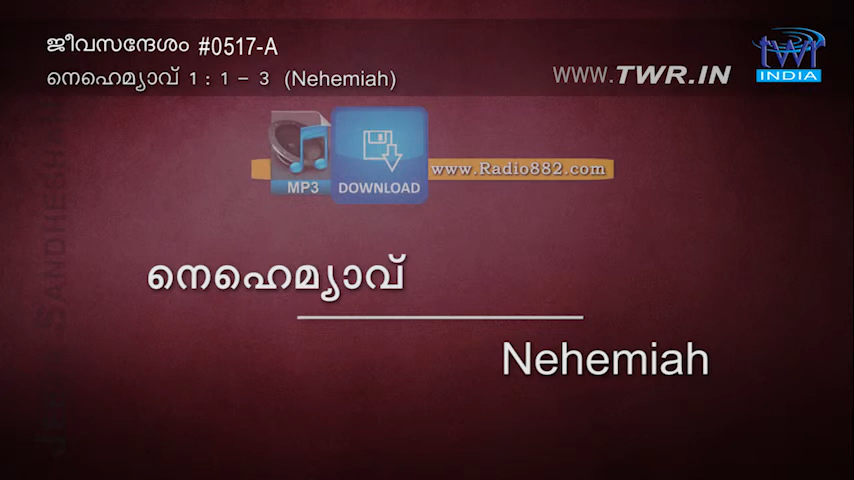 ജീവസന്ദേശം #0517-A
നെഹെമ്യാവ് 1 : 1 - 3 (Nehemiah)
WWW.TWR.IN
twr
INDIA
MP3
DOWNLOAD
www.Radio882.com
നെഹെമ്യാവ്
Nehemiah